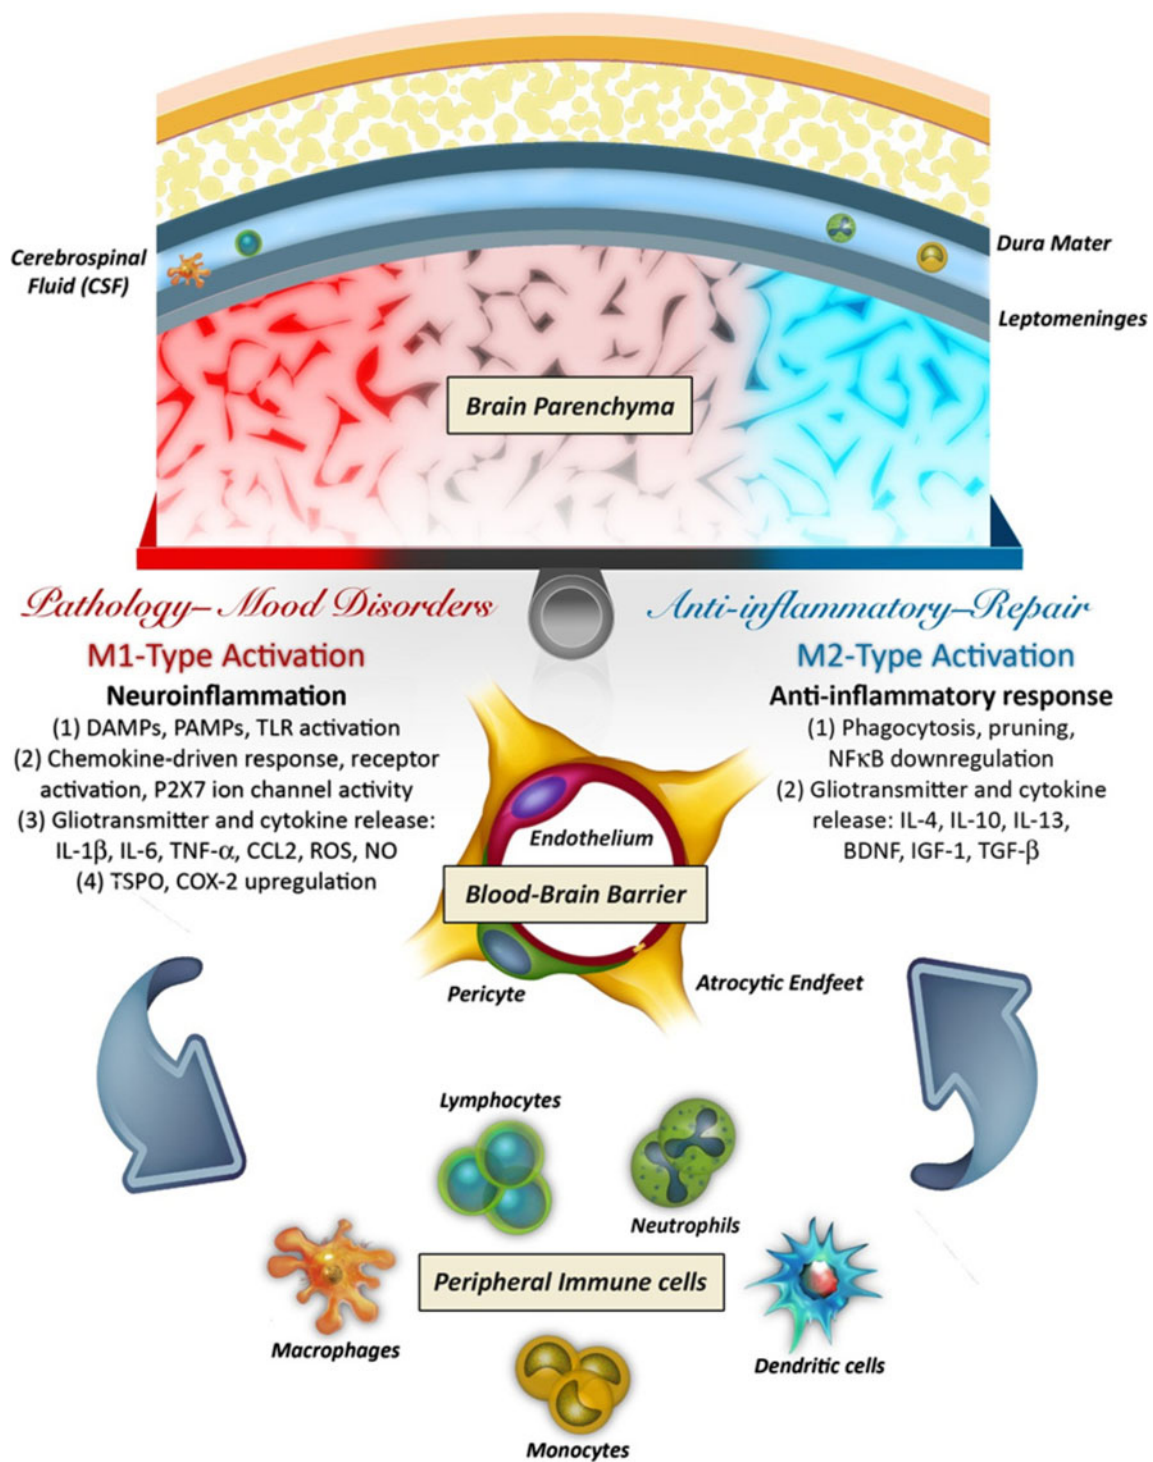 Cerebrospinal
Fluid (CSF)
Dura Mater
Leptomeninges
Brain Parenchyma
Pathology–Mood Disorders
M1-Type Activation
Neuroinflammation
(1) DAMPs, PAMPs, TLR activation
(2) Chemokine-driven response, receptor
activation, P2X7 ion channel activity
(3) Gliotransmitter and cytokine release:
IL-1β, IL-6, TNF-α, CCL2, ROS, NO
(4) TSPO, COX-2 upregulation
Anti-inflammatory–Repair
M2-Type Activation
Anti-inflammatory response
(1) Phagocytosis, pruning,
NFκB downregulation
(2) Gliotransmitter and cytokine
release: IL-4, IL-10, IL-13,
BDNF, IGF-1, TGF-β
Endothelium
Blood-Brain Barrier
Pericyte
Atrocytic Endfeet
Lymphocytes
Neutrophils
Peripheral Immune cells
Macrophages
Dendritic cells
Monocytes